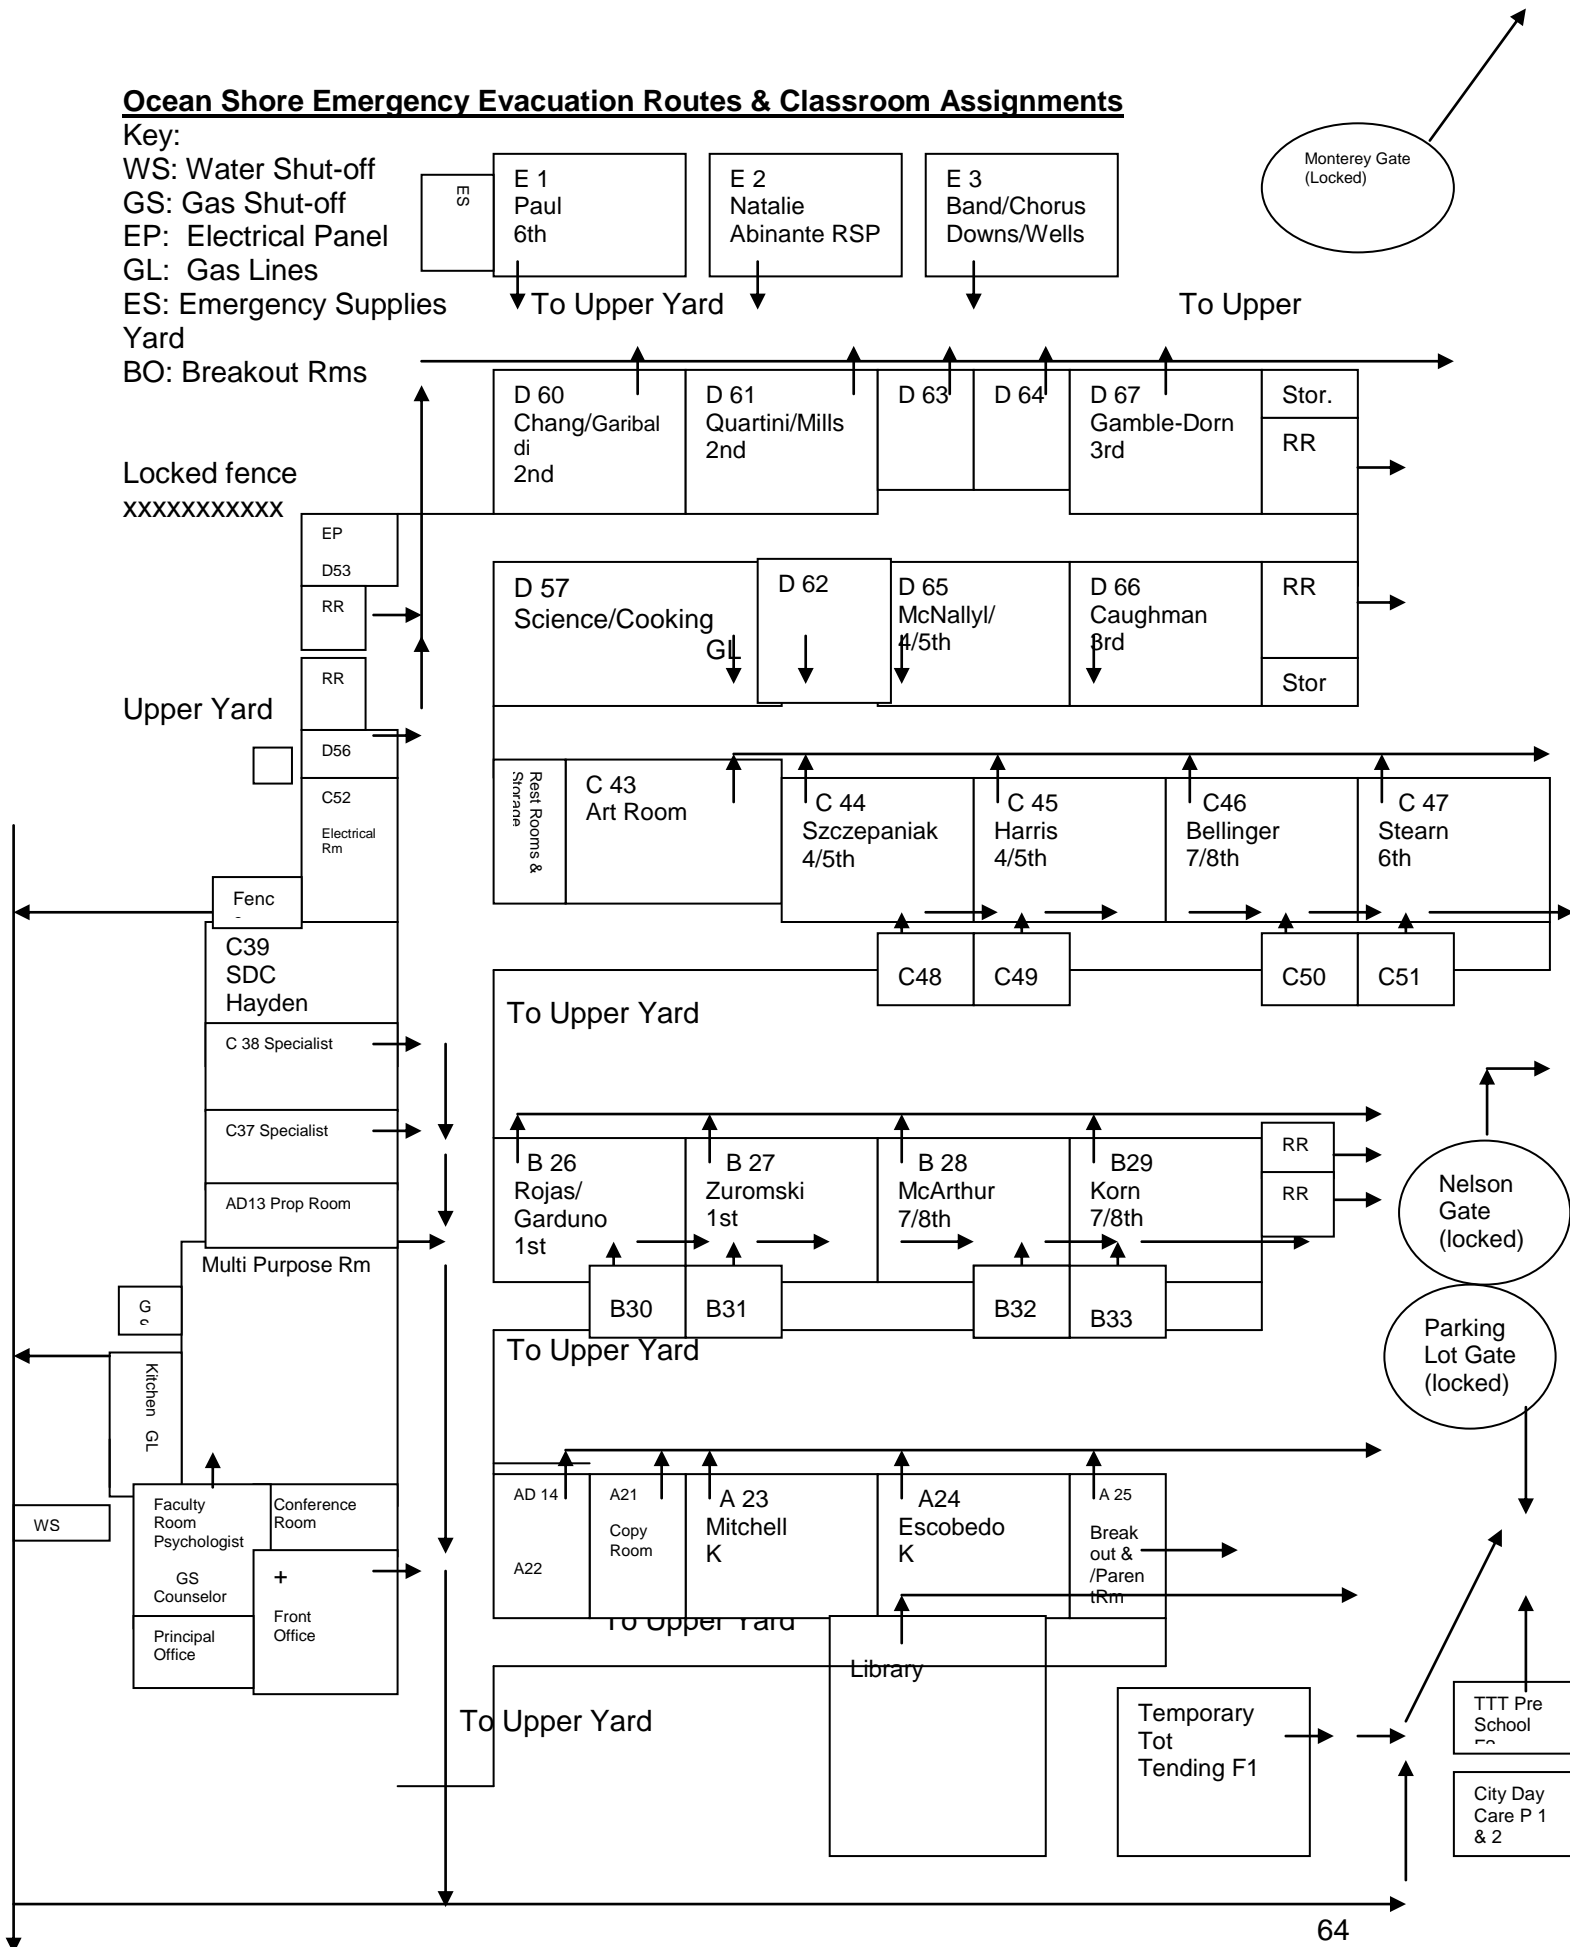 Ocean Shore Emergency Evacuation Routes & Classroom Assignments
Key:
WS: Water Shut-off
GS: Gas Shut-off
EP:  Electrical Panel
GL:  Gas Lines
ES: Emergency Supplies
Yard
BO: Breakout Rms
ES
E 1
Paul
6th
E 2
Natalie
Abinante RSP
E 3
Band/Chorus
Downs/Wells
Monterey Gate
(Locked)
To Upper Yard
To Upper
Locked fence
xxxxxxxxxxx
D 60
Chang/Garibal
di
2nd
D 61
Quartini/Mills
2nd
D 63
D 64
D 67
Gamble-Dorn
3rd
Stor.
RR
EP
D53
RR
RR
D56
Upper Yard
D 57
Science/Cooking
GL
D 62
D 65
McNallyl/
4/5th
D 66
Caughman
3rd
RR
Stor
C52
Electrical
Rm
Rest Rooms &
Storage
C 43
Art Room
C 44
Szczepaniak
4/5th
C 45
Harris
4/5th
C46
Bellinger
7/8th
C 47
Stearn
6th
Fenc
C39
SDC
Hayden
C48
C49
C50
C51
To Upper Yard
C 38 Specialist
C37 Specialist
AD13 Prop Room
Multi Purpose Rm
B 26
Rojas/
Garduno
1st
B 27
Zuromski
1st
B 28
McArthur
7/8th
B29
Korn
7/8th
RR
RR
Nelson
Gate
(locked)
B30
B31
B32
B33
G
S
Parking
Lot Gate
(locked)
To Upper Yard
Kitchen   GL
WS
Faculty
Room
Psychologist
GS
Counselor
Conference
Room
+
Front
Office
Principal
Office
AD 14
A22
A21
Copy
Room
A 23
Mitchell
K
A24
Escobedo
K
A 25
Break
out &
/Paren
tRm
To Upper Yard
Library
To Upper Yard
Temporary
Tot
Tending F1
TTT Pre
School
City Day
Care P 1
& 2
64